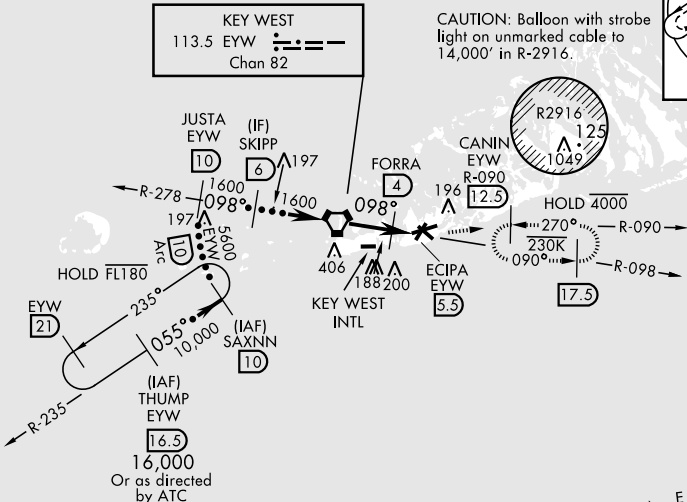 KEY WEST
113.5 EYW
Chan 82
CAUTION: Balloon with strobe
light on unmarked cable to
14,000' in R-2916.
R2916
125
1049
JUSTA
EYW
10
(IF)
SKIPP
6
197
FORRA
4
CANIN
EYW
R-090
12.5
196
HOLD 4000
R-278
1600
098°
1600
098°
270°
R-090
230K
090°
R-098
197
5600
EYW
10
Arc
406
188
200
ECIPA
EYW
5.5
17.5
KEY WEST
INTL
HOLD FL180
EYW
21
235°
055°
10,000
(IAF)
SAXNN
10
R-235
(IAF)
THUMP
EYW
16.5
16,000
Or as directed
by ATC
E